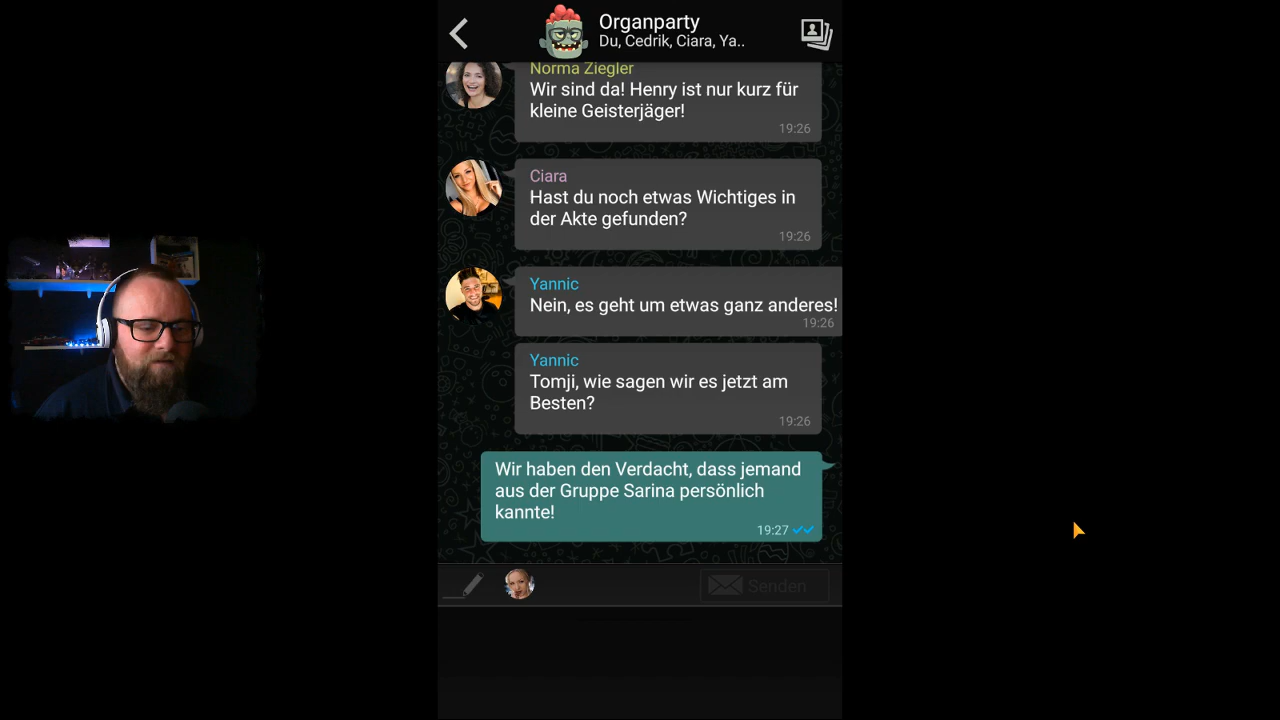 Organparty
Du, Cedrik, Ciara, Ya..
Norma Ziegler
Wir sind da! Henry ist nur kurz für
kleine Geisterjäger!
19:26
Ciara
Hast du noch etwas Wichtiges in
der Akte gefunden?
19:26
Yannic
Nein, es geht um etwas ganz anderes!
19:26
Yannic
Tomji, wie sagen wir es jetzt am
Besten?
19:26
Wir haben den Verdacht, dass jemand
aus der Gruppe Sarina persönlich
kannte!
19:27
Senden